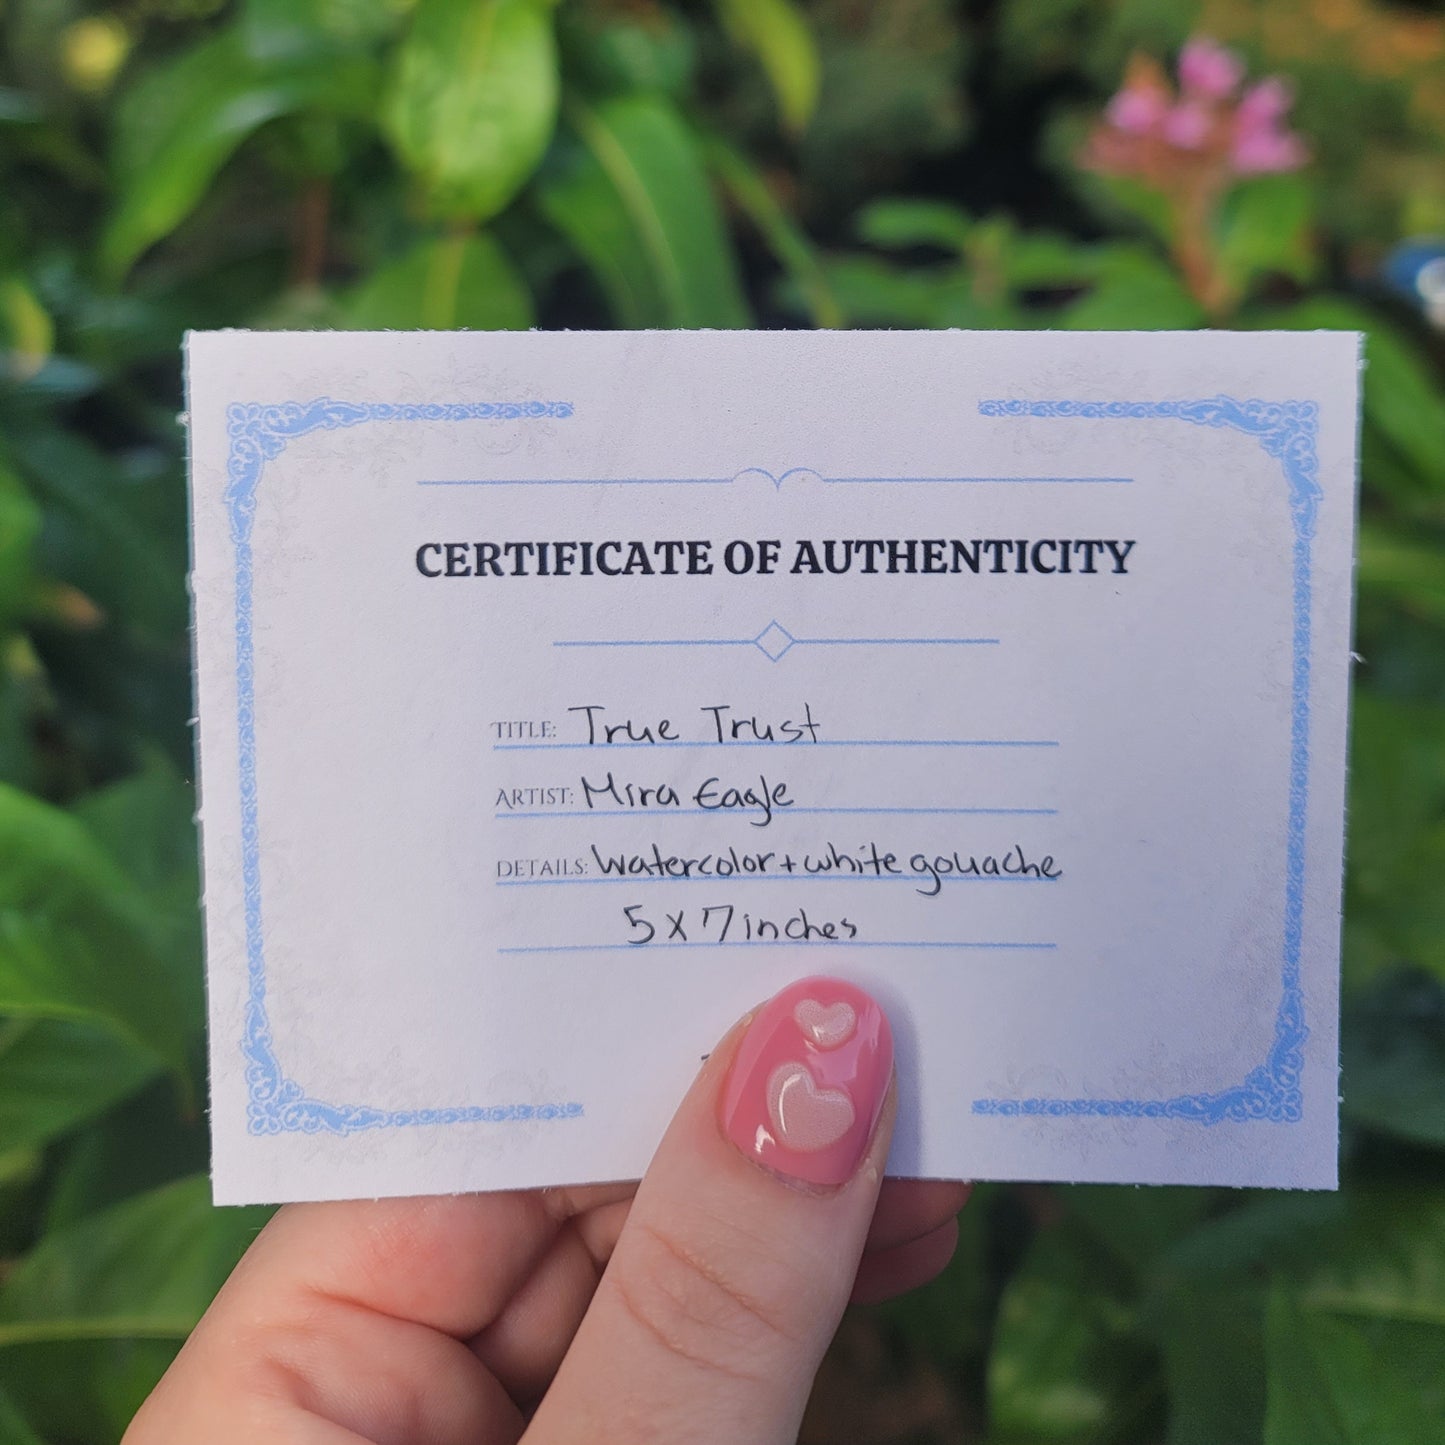 CERTIFICATE OF AUTHENTICITY
TITLE: True Trust
ARTIST: Mira Eagle
DETAILS: Watercolor + white gouache
5 x 7 inches